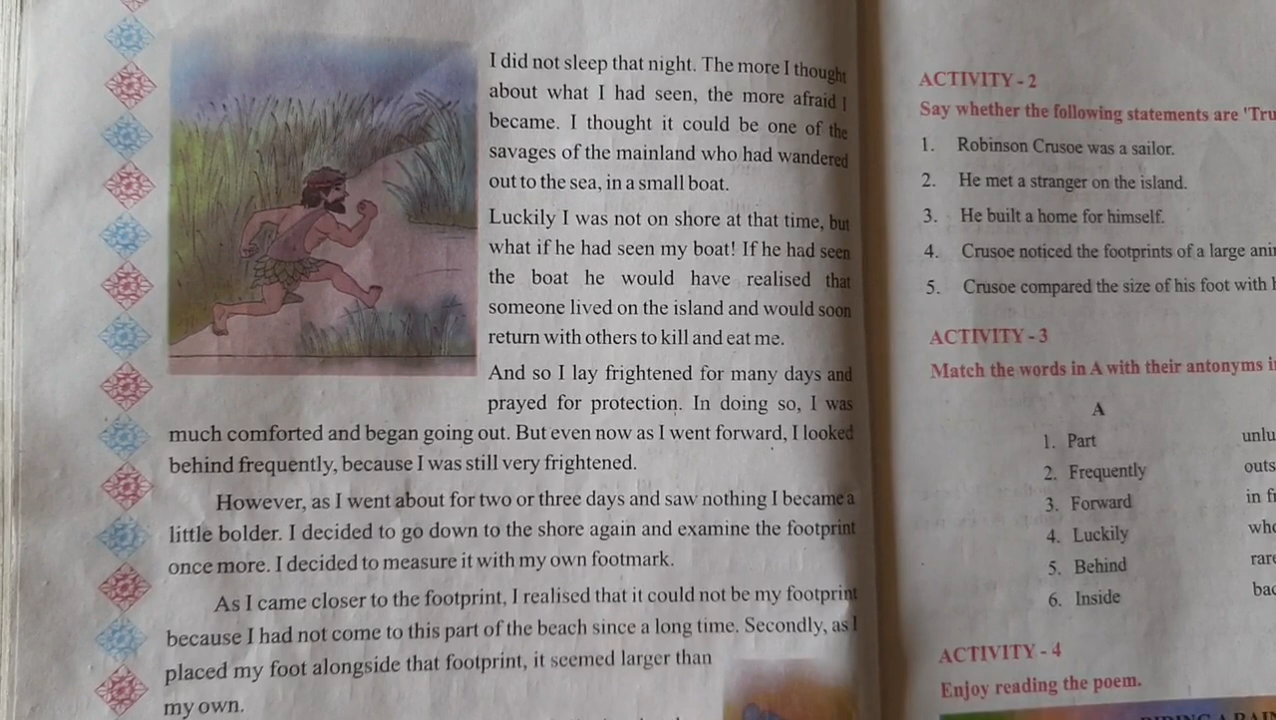 I did not sleep that night. The more I thought
about what I had seen, the more afraid I
became. I thought it could be one of the
savages of the mainland who had wandered
out to the sea, in a small boat.
Luckily I was not on shore at that time, but
what if he had seen my boat! If he had seen
the boat he would have realised that
someone lived on the island and would soon
return with others to kill and eat me.
And so I lay frightened for many days and
prayed for protection. In doing so, I was
much comforted and began going out. But even now as I went forward, I looked
behind frequently, because I was still very frightened.
However, as I went about for two or three days and saw nothing I became a
little bolder. I decided to go down to the shore again and examine the footprint
once more. I decided to measure it with my own footmark.
As I came closer to the footprint, I realised that it could not be my footprint
because I had not come to this part of the beach since a long time. Secondly, as I
placed my foot alongside that footprint, it seemed larger than
my own.
ACTIVITY - 2
Say whether the following statements are 'Tru
1. Robinson Crusoe was a sailor.
2. He met a stranger on the island.
3. He built a home for himself.
4. Crusoe noticed the footprints of a large
5. Crusoe compared the size of his foot with
ACTIVITY - 3
Match the words in A with their antonyms
A
1. Part unlu
2. Frequently outs
3. Forward in
4. Luckily
5. Behind rare
6. Inside
ACTIVITY - 4
Enjoy reading the poem.